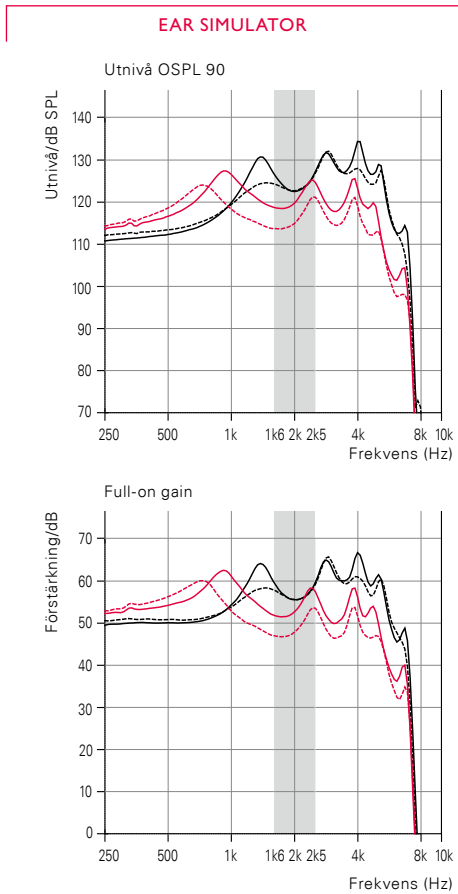 EAR SIMULATOR
Utnivå OSPL 90
Utnivå/dB SPL
140
130
120
110
100
90
80
70
250 500 1k 1k6 2k 2k5 4k 8k 10k
Frekvens (Hz)
Full-on gain
Förstärkning/dB
70
60
50
40
30
20
10
0
250 500 1k 1k6 2k 2k5 4k 8k 10k
Frekvens (Hz)